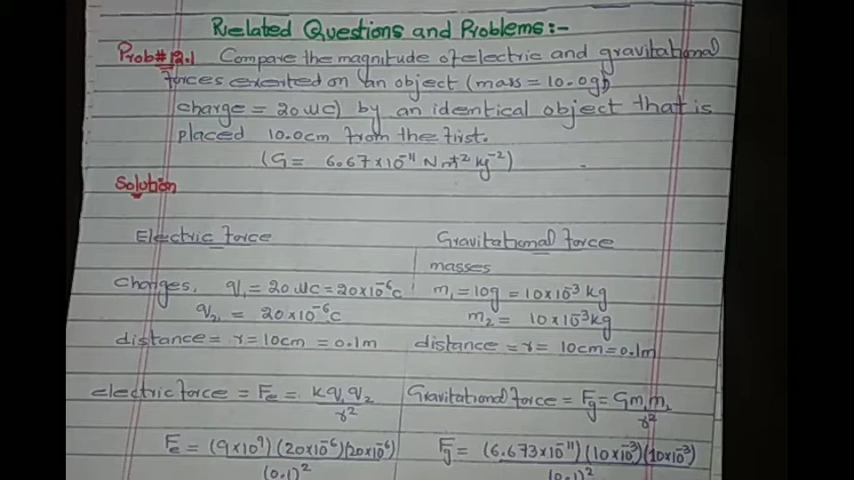 Related Questions and Problems:-
Prob#12.1 Compare the magnitude of electric and gravitational
forces exerted on an object (mass = 10.0g,
charge = 20 μc) by an identical object that is
placed 10.0cm from the first.
(G = 6.67×10⁻¹¹ Nm² kg⁻²)
Solution
Electric force
Gravitational force
masses
Charges, q₁ = 20 μc = 20×10⁻⁶c
m₁ = 10g = 10×10⁻³ kg
q₂ = 20×10⁻⁶c
m₂ = 10×10⁻³kg
distance = r = 10cm = 0.1m
distance = r = 10cm = 0.1m
electric force = Fe = kq₁q₂/r²
Gravitational force = Fg = Gm₁m₂/r²
Fe = (9×10⁹)(20×10⁻⁶)(20×10⁻⁶)/(0.1)²
Fg = (6.673×10⁻¹¹)(10×10⁻³)(10×10⁻³)/(0.1)²